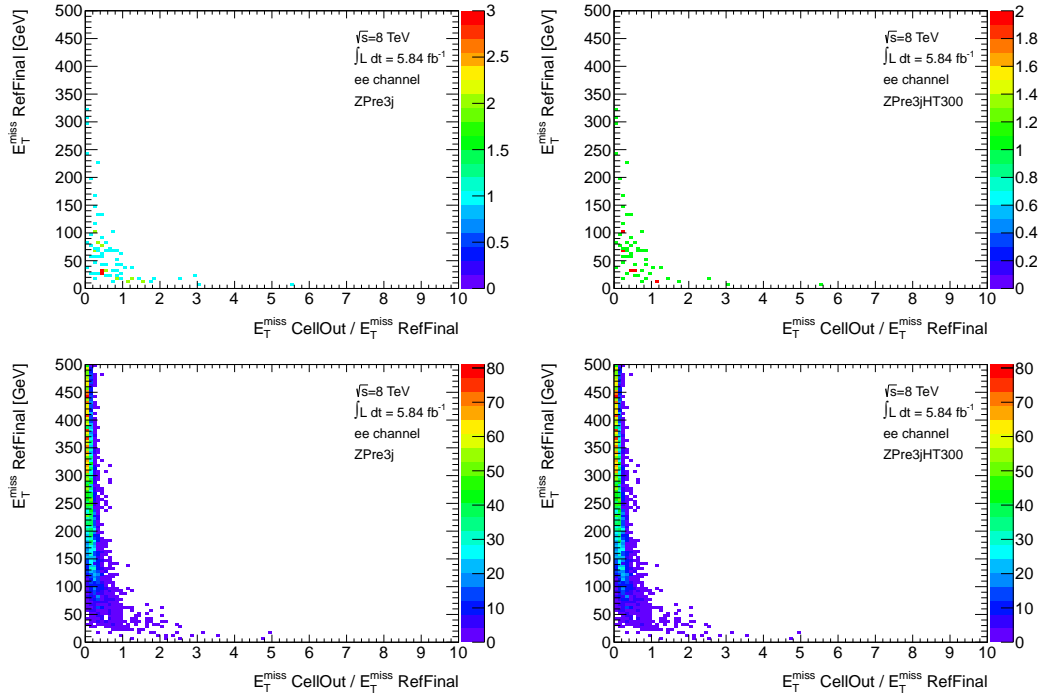 E_T^miss RefFinal [GeV]
500
450
400
350
300
250
200
150
100
50
0
√s=8 TeV
∫L dt = 5.84 fb⁻¹
ee channel
ZPre3j
3
2.5
2
1.5
1
0.5
0
0 1 2 3 4 5 6 7 8 9 10
E_T^miss CellOut / E_T^miss RefFinal
E_T^miss RefFinal [GeV]
500
450
400
350
300
250
200
150
100
50
0
√s=8 TeV
∫L dt = 5.84 fb⁻¹
ee channel
ZPre3jHT300
2
1.8
1.6
1.4
1.2
1
0.8
0.6
0.4
0.2
0
0 1 2 3 4 5 6 7 8 9 10
E_T^miss CellOut / E_T^miss RefFinal
E_T^miss RefFinal [GeV]
500
450
400
350
300
250
200
150
100
50
0
√s=8 TeV
∫L dt = 5.84 fb⁻¹
ee channel
ZPre3j
80
70
60
50
40
30
20
10
0
0 1 2 3 4 5 6 7 8 9 10
E_T^miss CellOut / E_T^miss RefFinal
E_T^miss RefFinal [GeV]
500
450
400
350
300
250
200
150
100
50
0
√s=8 TeV
∫L dt = 5.84 fb⁻¹
ee channel
ZPre3jHT300
80
70
60
50
40
30
20
10
0
0 1 2 3 4 5 6 7 8 9 10
E_T^miss CellOut / E_T^miss RefFinal